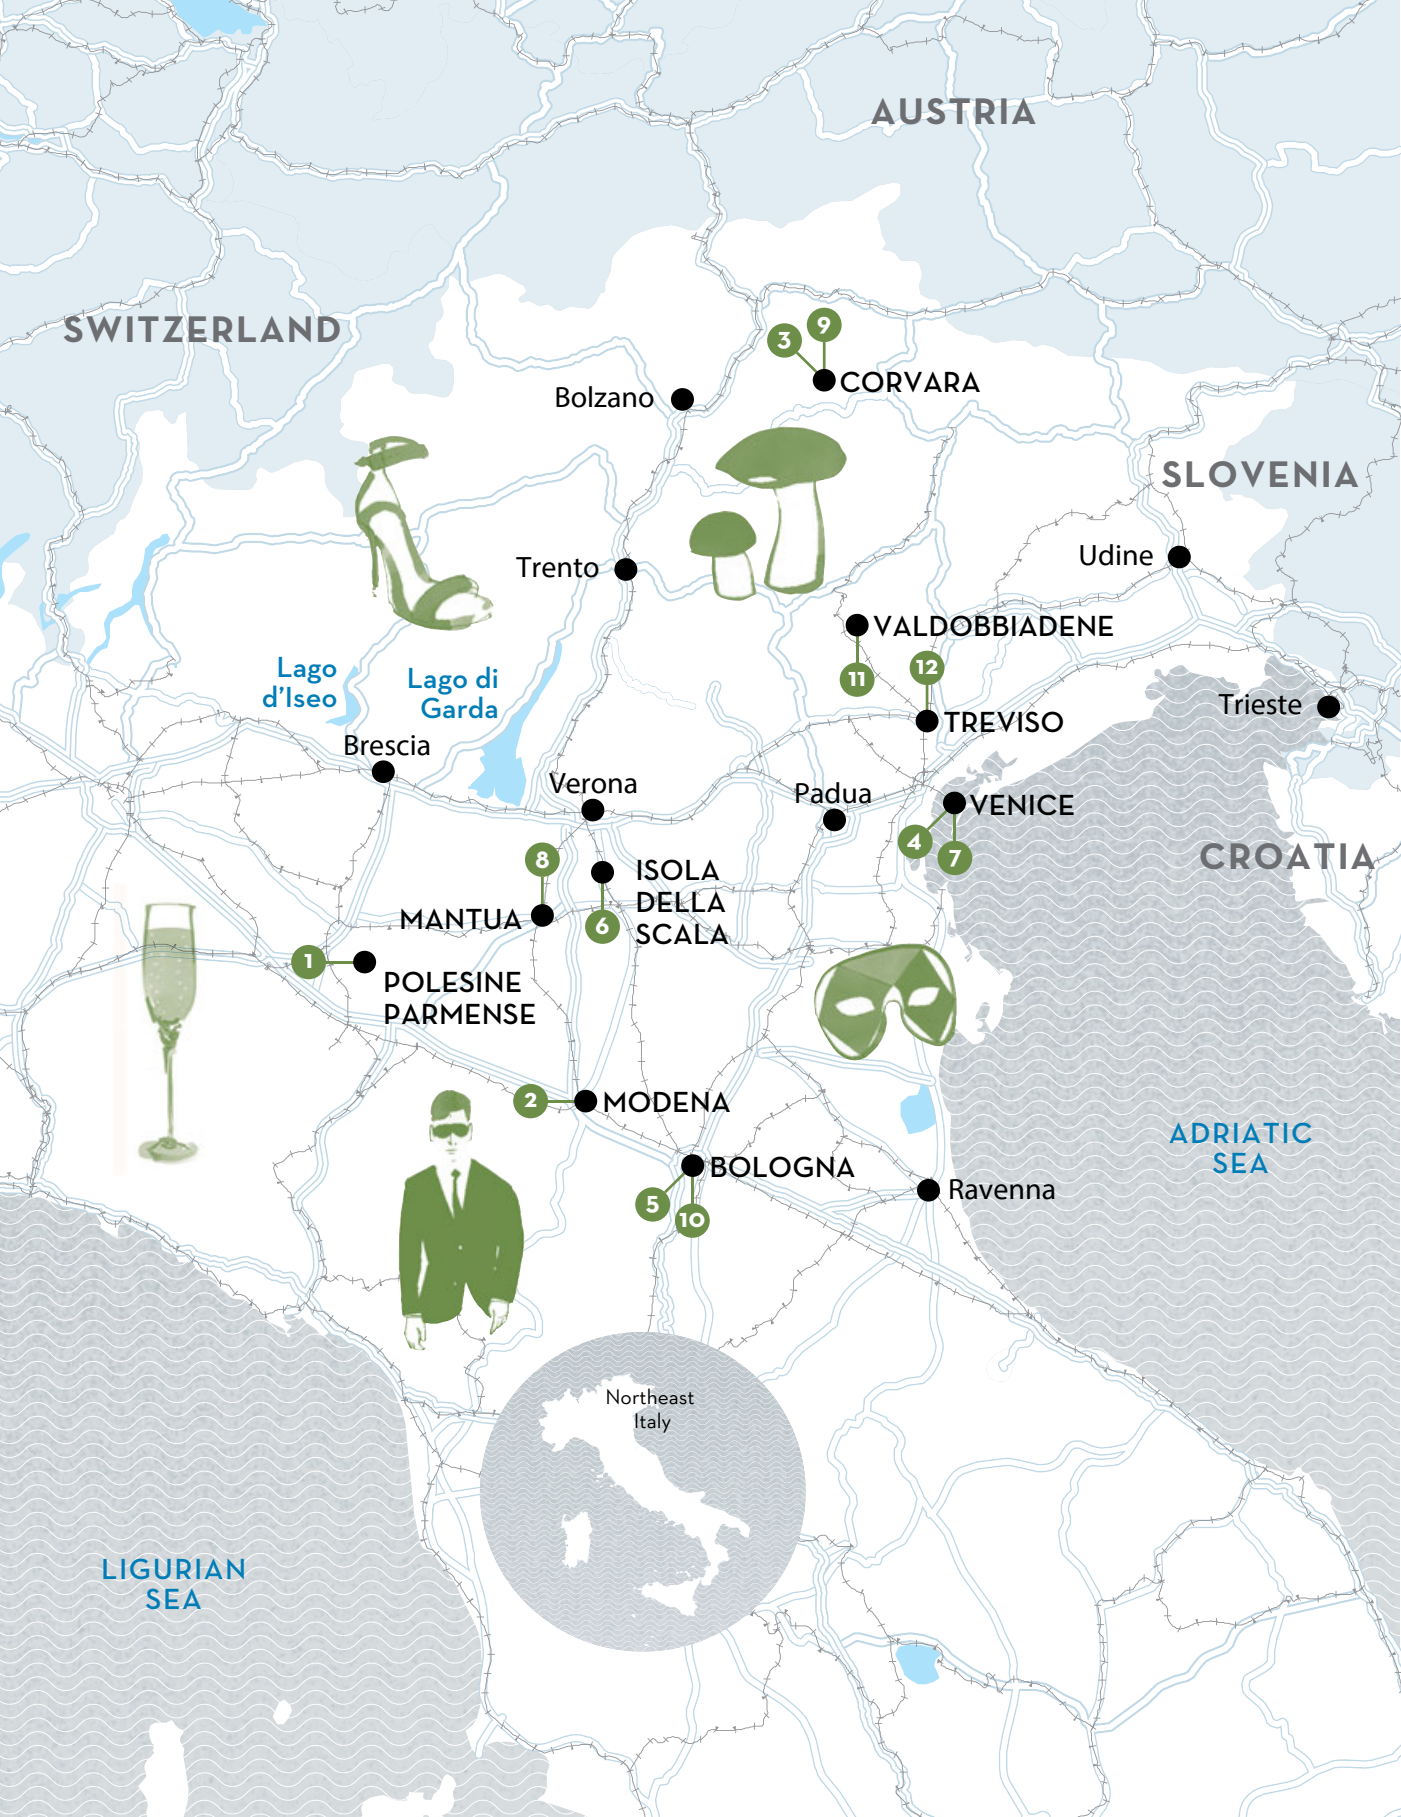 AUSTRIA
SWITZERLAND
9
3
CORVARA
Bolzano
SLOVENIA
Udine
Trento
VALDOBBIADENE
12
11
Lago
d'Iseo
Lago di
Garda
Trieste
TREVISO
Brescia
Verona
Padua
VENICE
4
7
CROATIA
8
ISOLA
DELLA
SCALA
MANTUA
6
1
POLESINE
PARMENSE
2
MODENA
ADRIATIC
SEA
BOLOGNA
Ravenna
5
10
Northeast
Italy
LIGURIAN
SEA